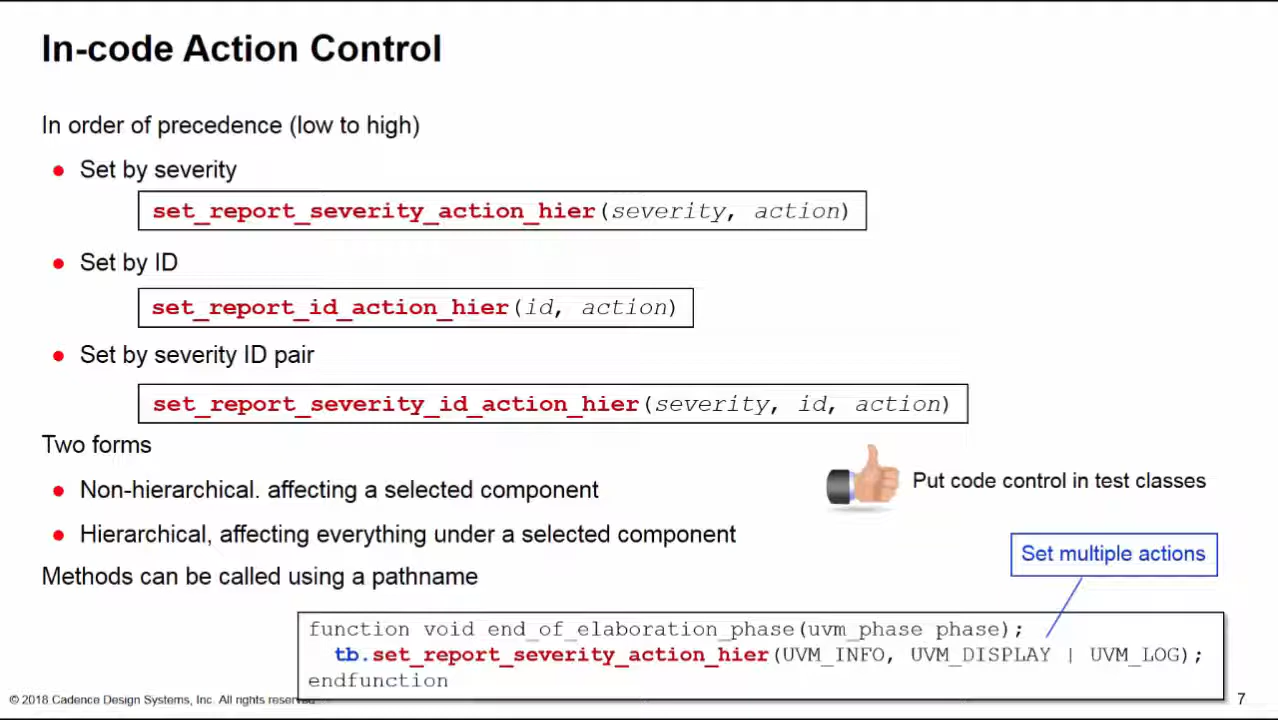 In-code Action Control
In order of precedence (low to high)
● Set by severity
set_report_severity_action_hier(severity, action)
● Set by ID
set_report_id_action_hier(id, action)
● Set by severity ID pair
set_report_severity_id_action_hier(severity, id, action)
Two forms
● Non-hierarchical. affecting a selected component
● Hierarchical, affecting everything under a selected component
Put code control in test classes
Methods can be called using a pathname
Set multiple actions
function void end_of_elaboration_phase(uvm_phase phase);
tb.set_report_severity_action_hier(UVM_INFO, UVM_DISPLAY | UVM_LOG);
endfunction
© 2018 Cadence Design Systems, Inc. All rights reserved
7